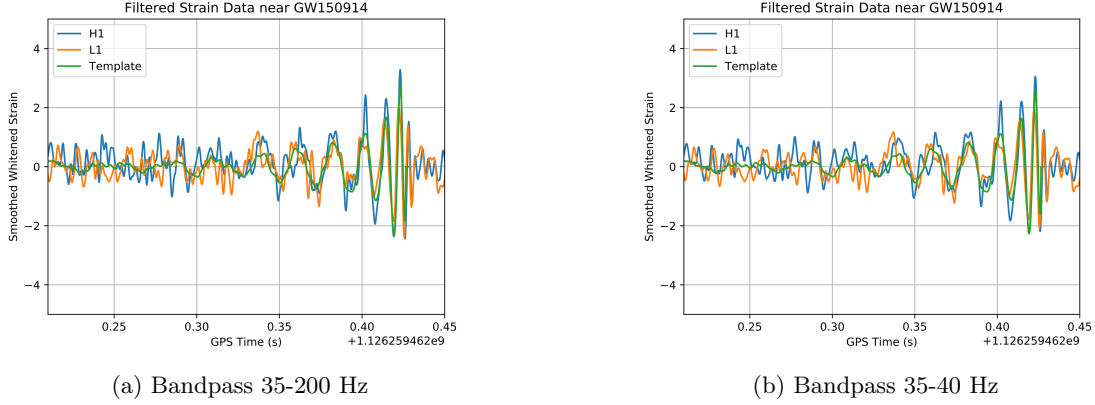 Filtered Strain Data near GW150914
H1
L1
Template
Smoothed Whitened Strain
4
2
0
−2
−4
0.25
0.30
0.35
0.40
0.45
GPS Time (s)
+1.126259462e9
(a) Bandpass 35-200 Hz
Filtered Strain Data near GW150914
H1
L1
Template
Smoothed Whitened Strain
4
2
0
−2
−4
0.25
0.30
0.35
0.40
0.45
GPS Time (s)
+1.126259462e9
(b) Bandpass 35-40 Hz